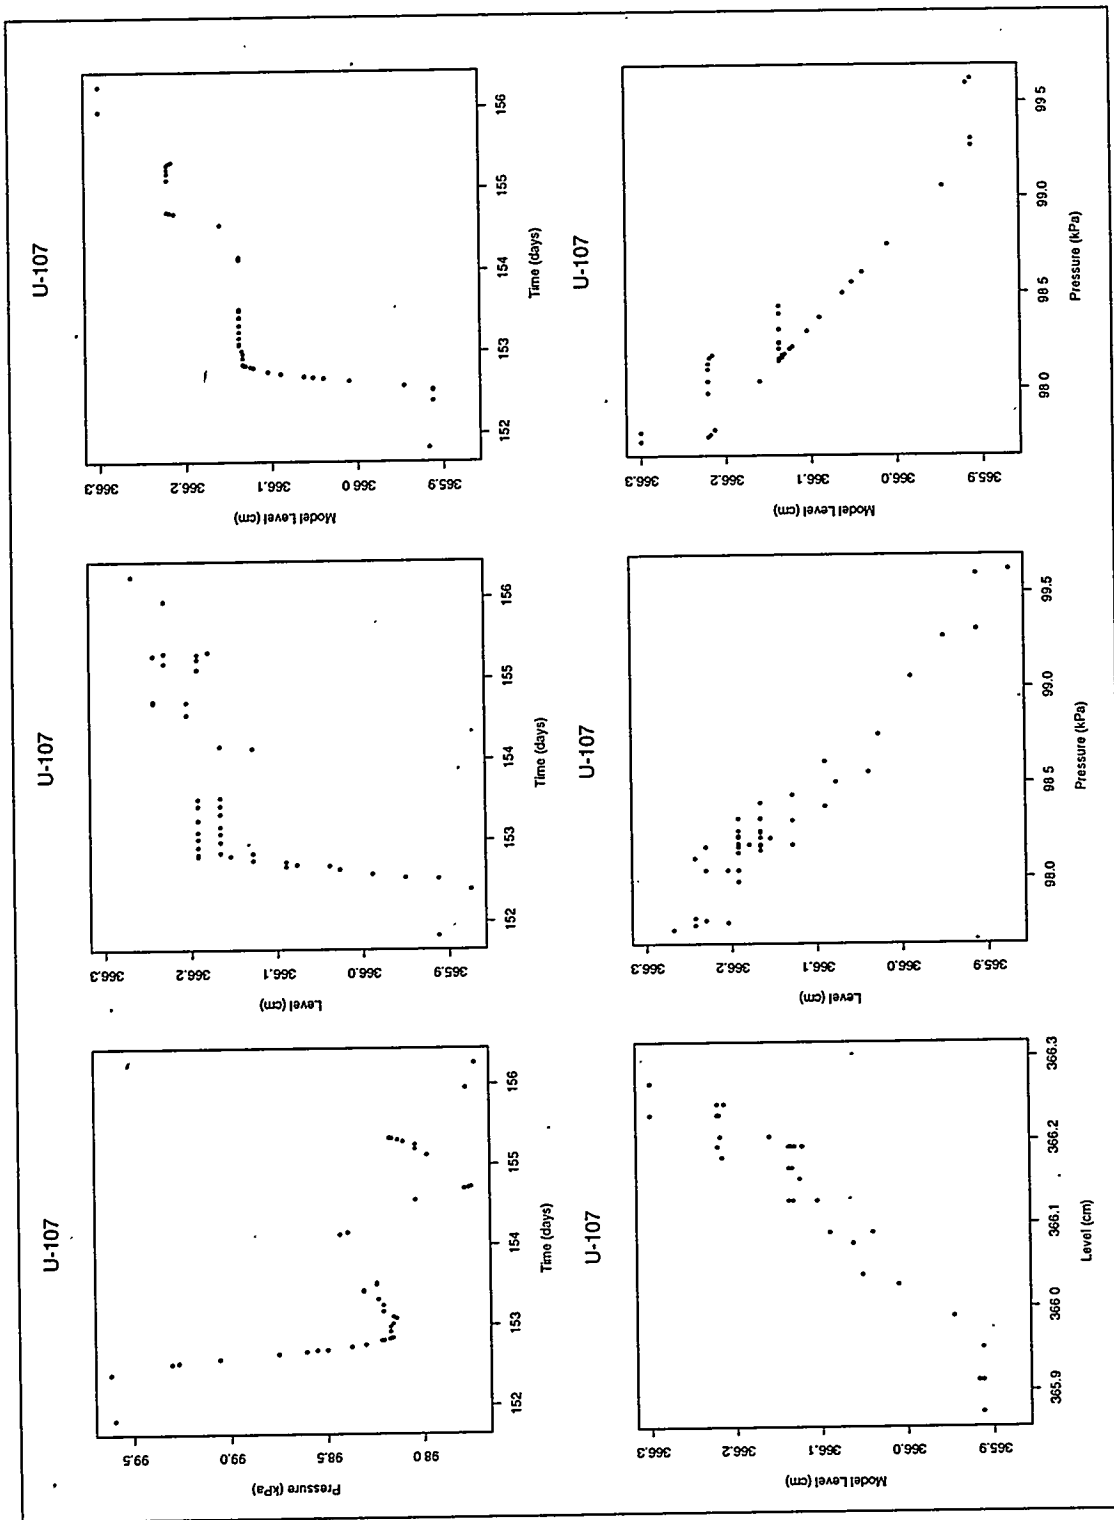 U-107
Pressure (kPa)
99.5
99.0
98.5
98.0
152 153 154 155 156
Time (days)
U-107
Level (cm)
366.3
366.2
366.1
366.0
365.9
152 153 154 155 156
Time (days)
U-107
Model Level (cm)
366.3
366.2
366.1
366.0
365.9
152 153 154 155 156
Time (days)
U-107
Model Level (cm)
366.3
366.2
366.1
366.0
365.9
365.9 366.0 366.1 366.2 366.3
Level (cm)
U-107
Level (cm)
366.3
366.2
366.1
366.0
365.9
98.0 98.5 99.0 99.5
Pressure (kPa)
U-107
Model Level (cm)
366.3
366.2
366.1
366.0
365.9
98.0 98.5 99.0 99.5
Pressure (kPa)